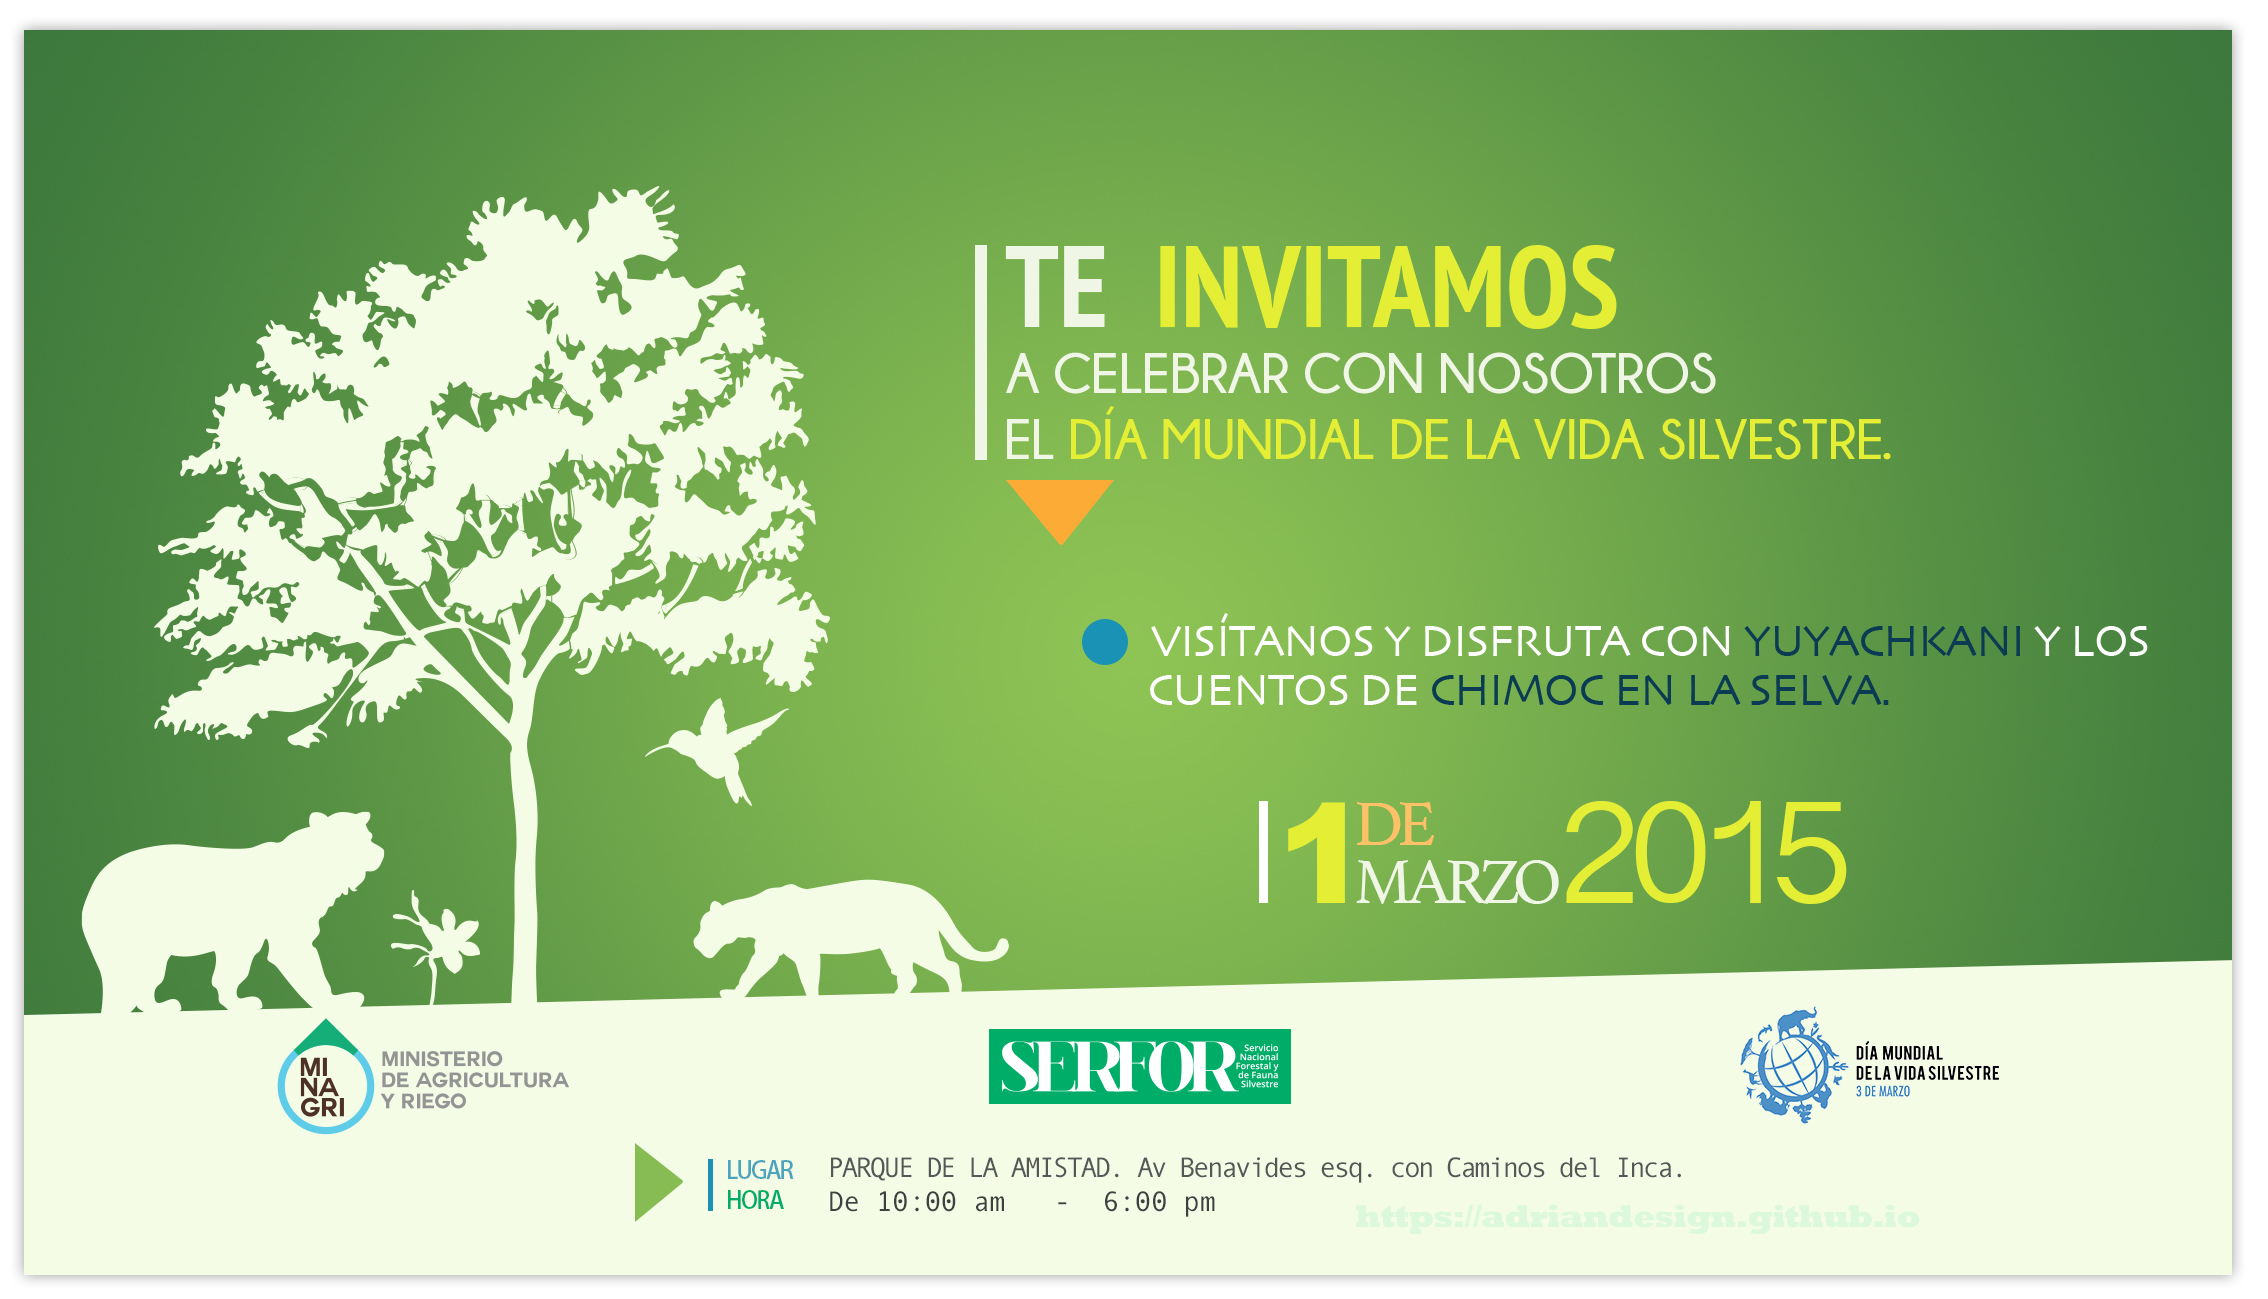 TE INVITAMOS
A CELEBRAR CON NOSOTROS
EL DÍA MUNDIAL DE LA VIDA SILVESTRE.
VISÍTANOS Y DISFRUTA CON YUYACHKANI Y LOS
CUENTOS DE CHIMOC EN LA SELVA.
1 DE
MARZO 2015
MI
NA
GRI
MINISTERIO
DE AGRICULTURA
Y RIEGO
SERFOR
Servicio
Nacional
Forestal y
de Fauna
Silvestre
DÍA MUNDIAL
DE LA VIDA SILVESTRE
3 DE MARZO
LUGAR PARQUE DE LA AMISTAD. Av Benavides esq. con Caminos del Inca.
HORA De 10:00 am - 6:00 pm
https://adriandesign.github.io